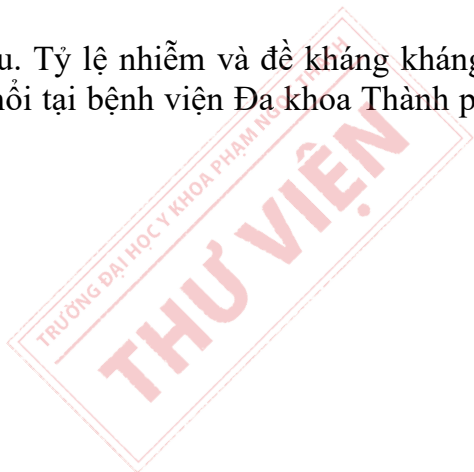 u. Tỷ lệ nhiễm và đề kháng kháng
nổi tại bệnh viện Đa khoa Thành p
TRƯỜNG ĐẠI HỌC Y KHOA PHẠM NGỌC THẠCH
THƯ VIỆN